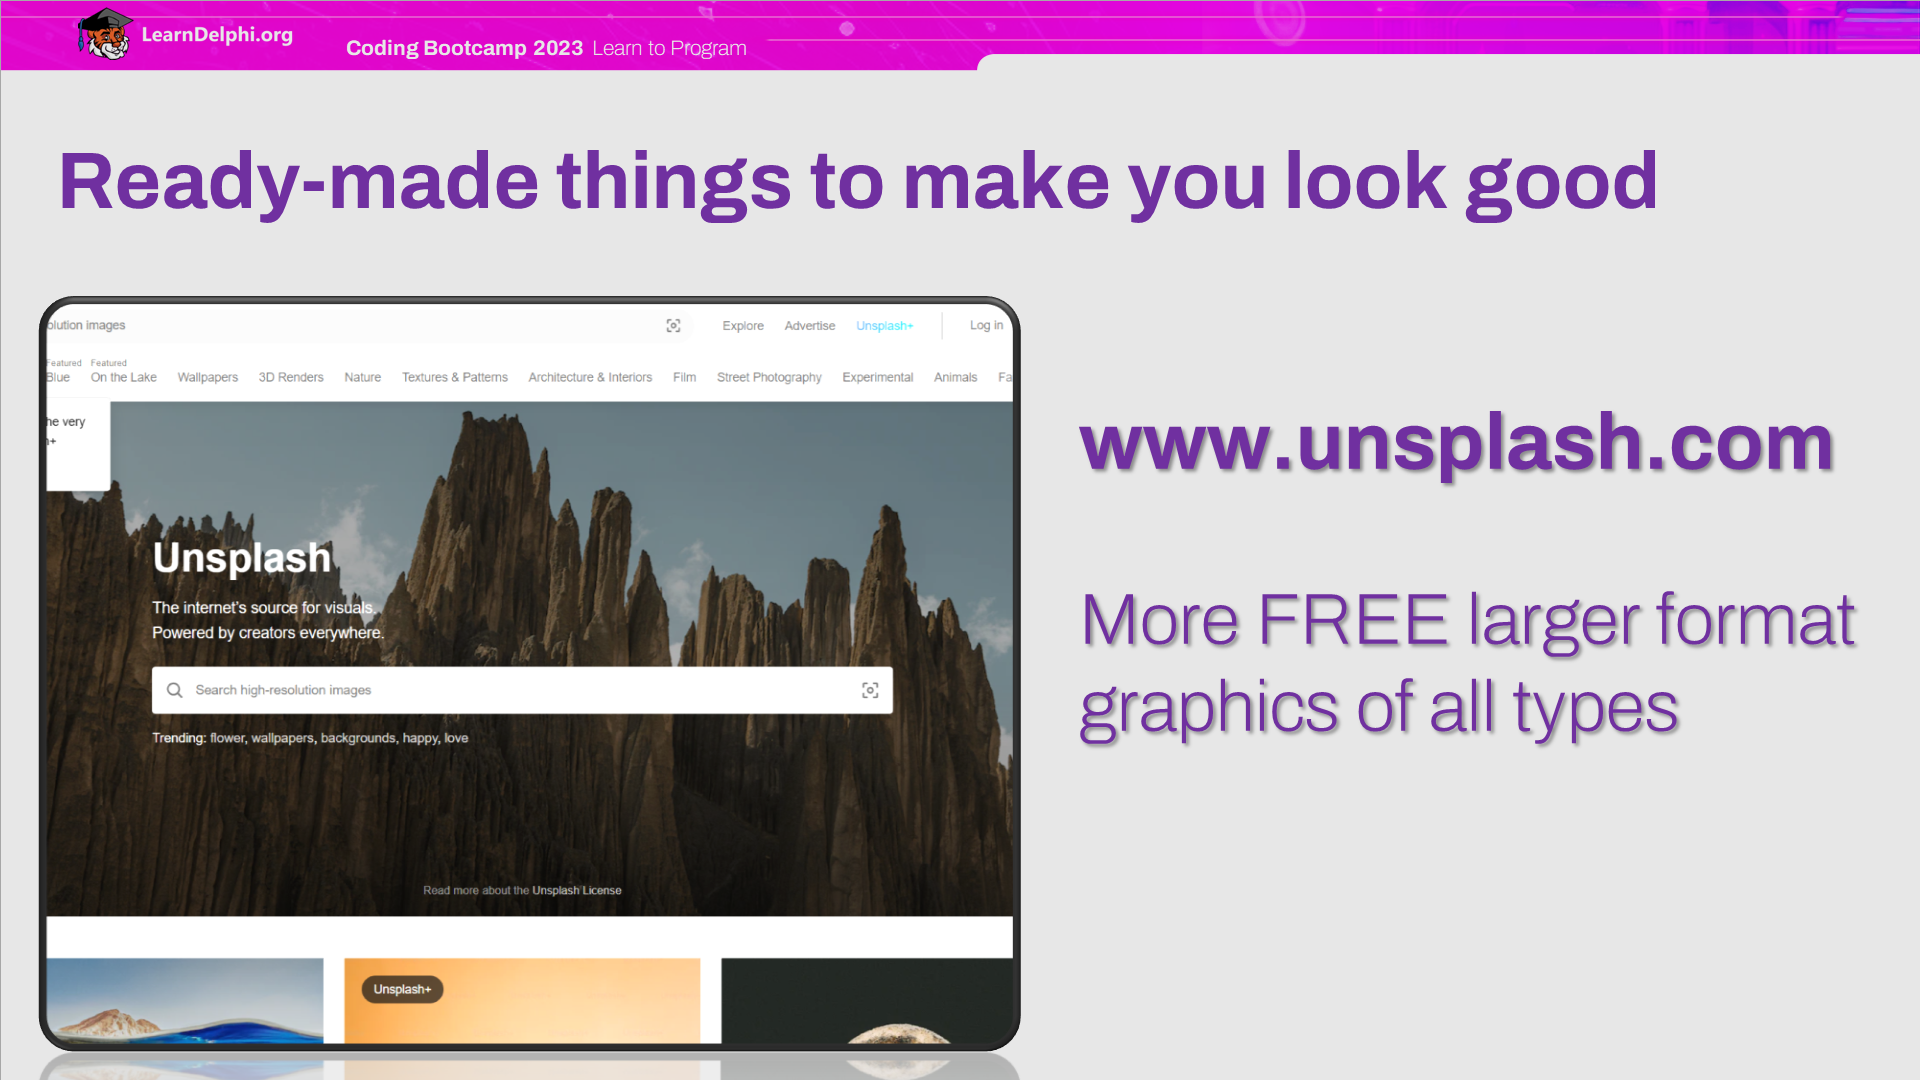 LearnDelphi.org
Coding Bootcamp 2023 Learn to Program
Ready-made things to make you look good
olution images
Explore Advertise Unsplash+ Log in
Featured Featured
Blue On the Lake Wallpapers 3D Renders Nature Textures & Patterns Architecture & Interiors Film Street Photography Experimental Animals Fa
he very
n+
Unsplash
The internet's source for visuals.
Powered by creators everywhere.
Search high-resolution images
Trending: flower, wallpapers, backgrounds, happy, love
Read more about the Unsplash License
Unsplash+
www.unsplash.com
More FREE larger format
graphics of all types